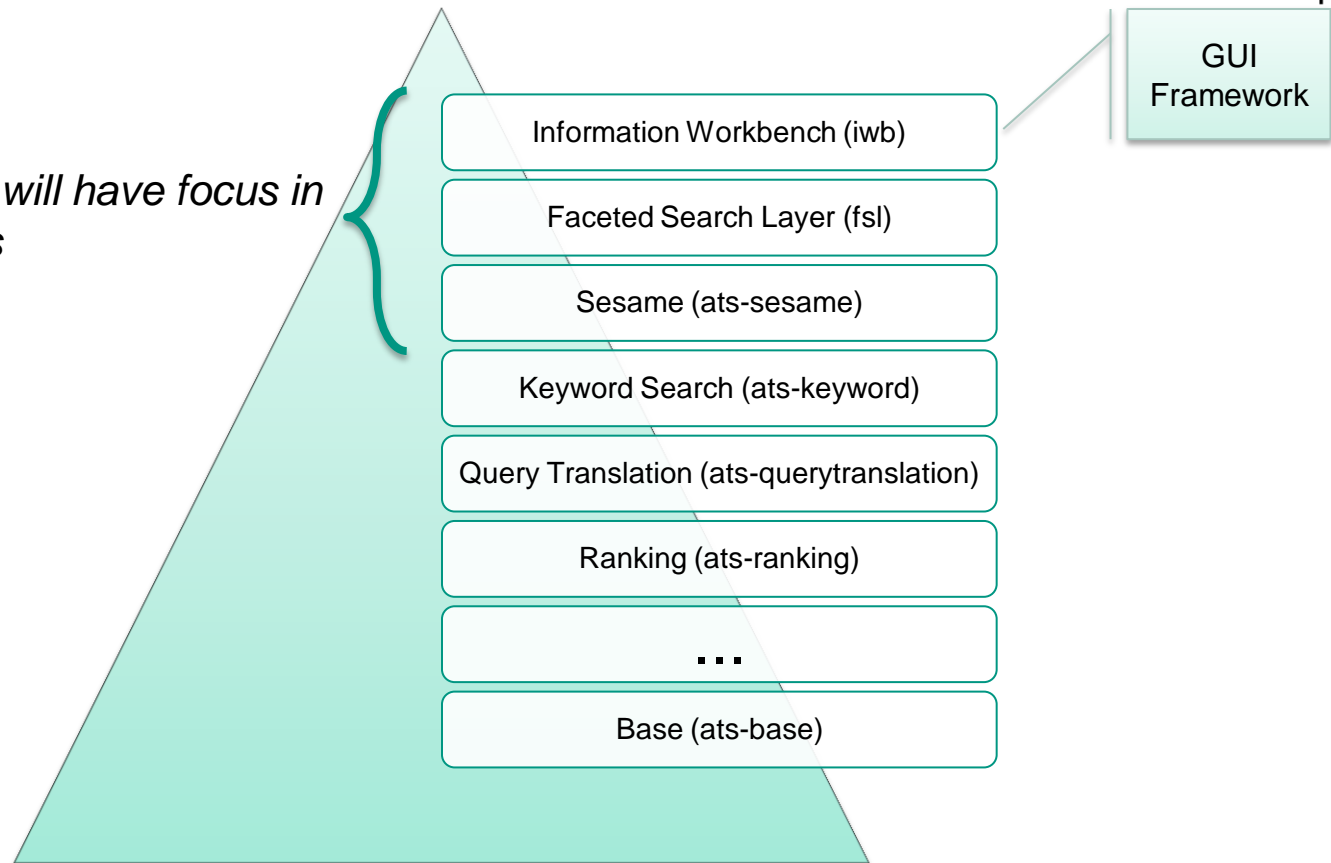 GUI
Framework
Information Workbench (iwb)
will have focus in
Faceted Search Layer (fsl)
Sesame (ats-sesame)
Keyword Search (ats-keyword)
Query Translation (ats-querytranslation)
Ranking (ats-ranking)
...
Base (ats-base)